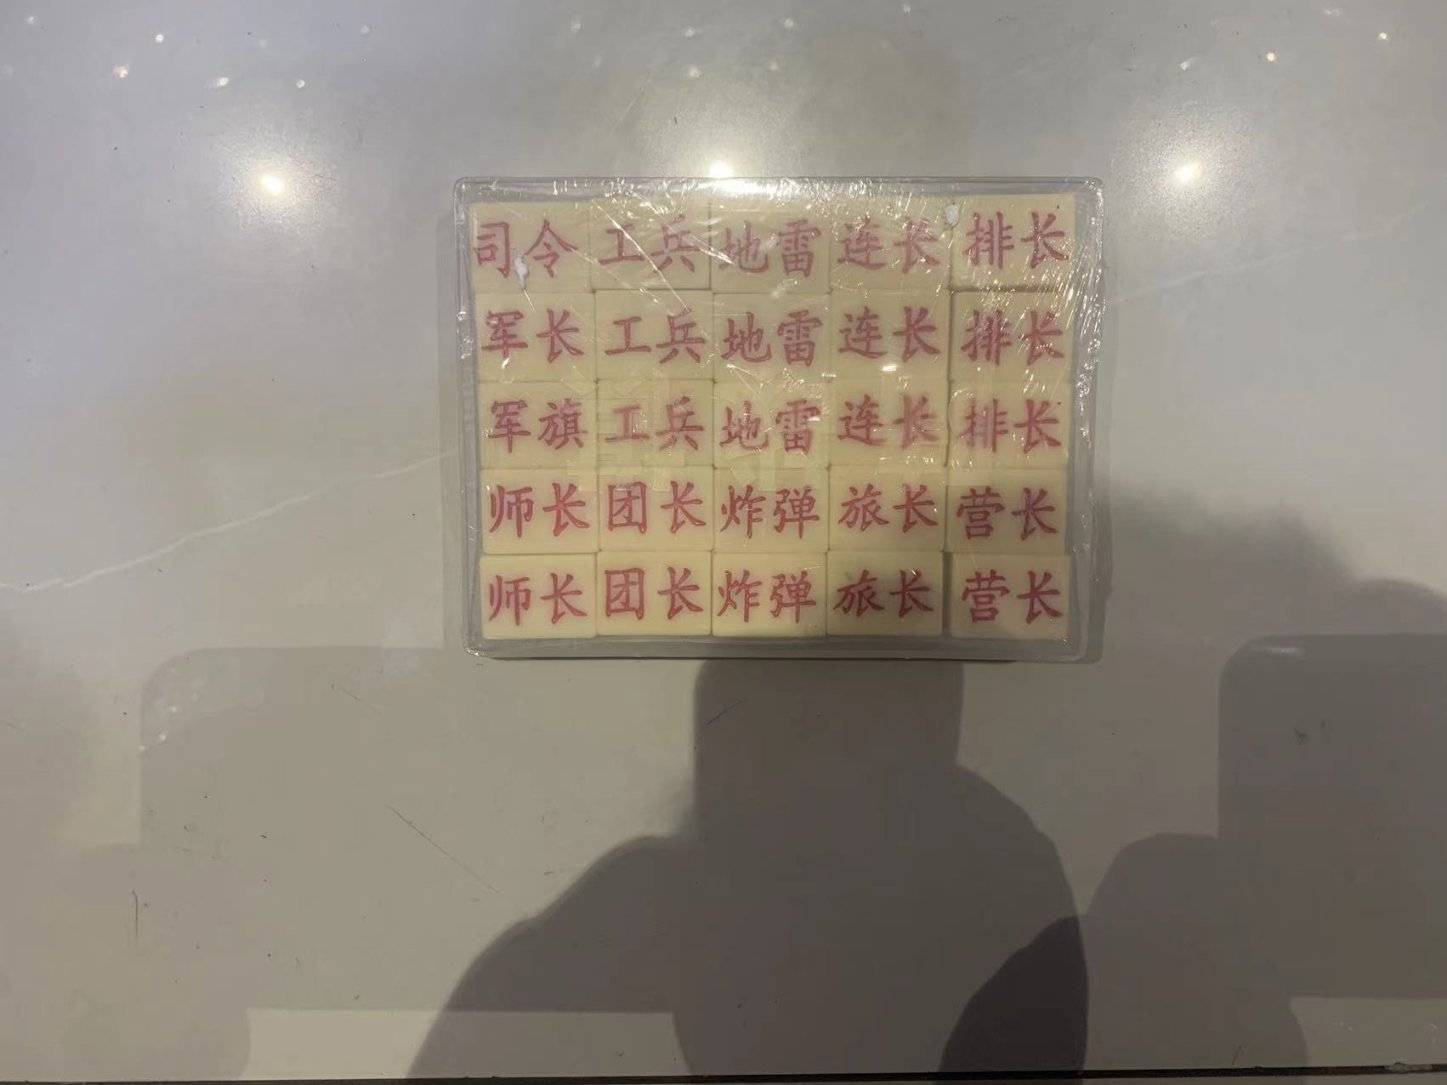 司令 工兵 地雷 连长 排长
军长 工兵 地雷 连长 排长
军旗 工兵 地雷 连长 排长
师长 团长 炸弹 旅长 营长
师长 团长 炸弹 旅长 营长